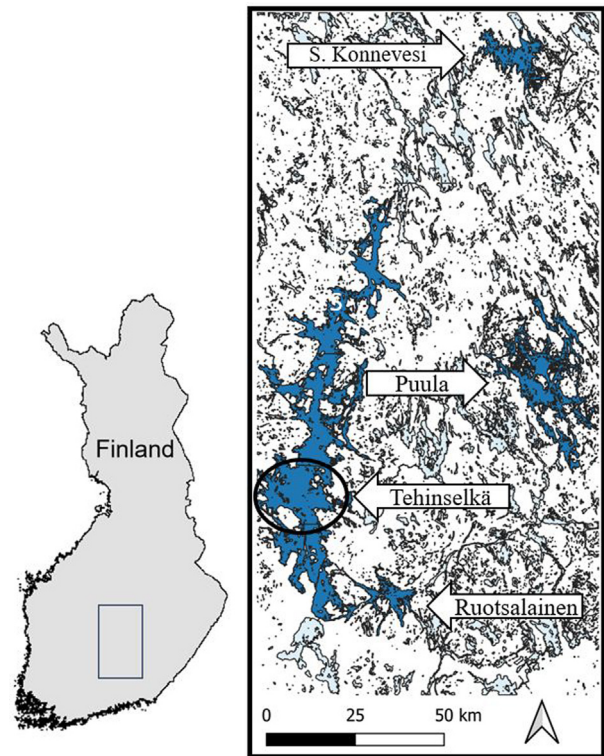 S. Konnevesi
Finland
Puula
Tehinselkä
Ruotsalainen
0 25 50 km